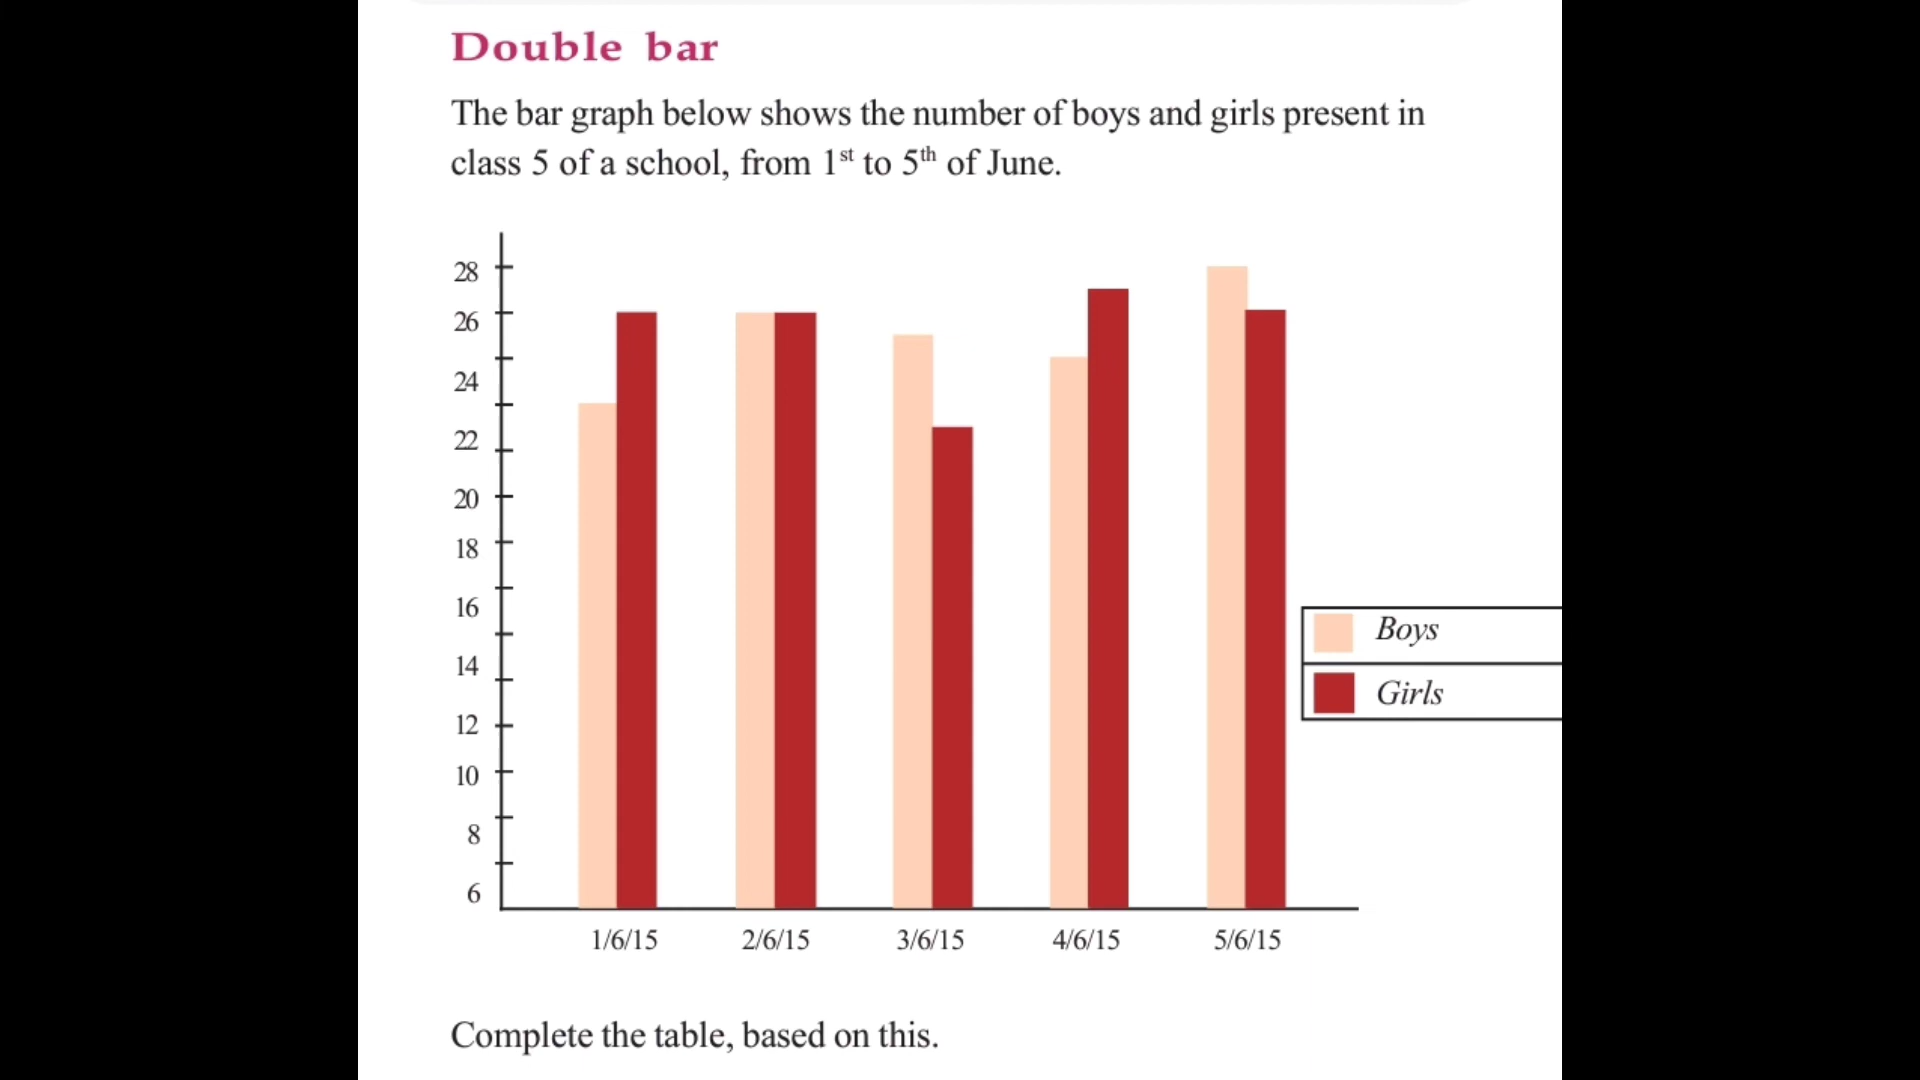 Double bar
The bar graph below shows the number of boys and girls present in
class 5 of a school, from 1st to 5th of June.
28
26
24
22
20
18
16
14
12
10
8
6
Boys
Girls
1/6/15 2/6/15 3/6/15 4/6/15 5/6/15
Complete the table, based on this.